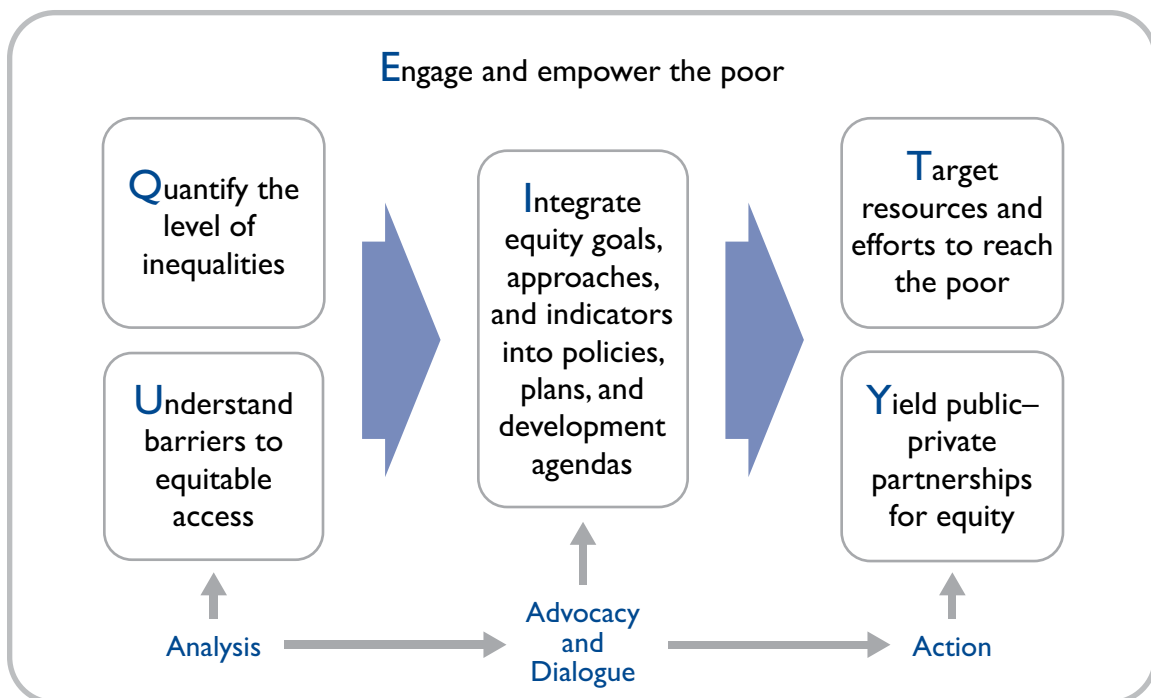 Engage and empower the poor
Quantify the
level of
inequalities
Understand
barriers to
equitable
access
Integrate
equity goals,
approaches,
and indicators
into policies,
plans, and
development
agendas
Target
resources and
efforts to reach
the poor
Yield public–
private
partnerships
for equity
Analysis
Advocacy
and
Dialogue
Action